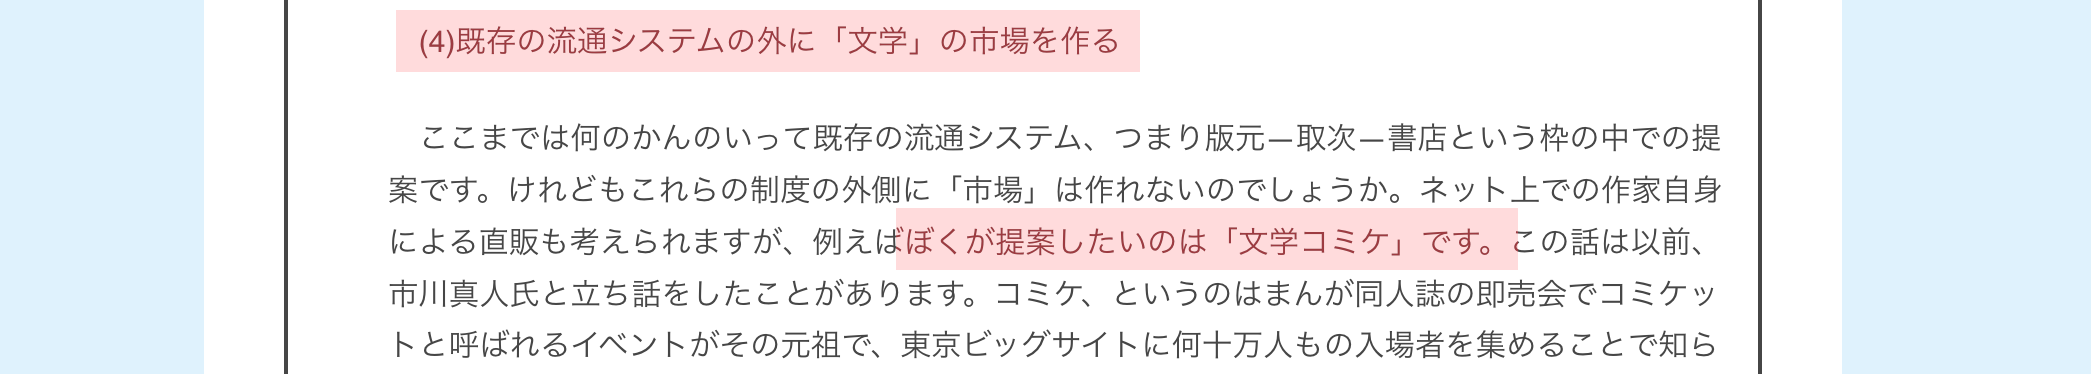 (4)既存の流通システムの外に「文学」の市場を作る
ここまでは何のかんのいって既存の流通システム、つまり版元—取次—書店という枠の中での提
案です。けれどもこれらの制度の外側に「市場」は作れないのでしょうか。ネット上での作家自身
による直販も考えられますが、例えばぼくが提案したいのは「文学コミケ」です。この話は以前、
市川真人氏と立ち話をしたことがあります。コミケ、というのはまんが同人誌の即売会でコミケッ
トと呼ばれるイベントがその元祖で、東京ビッグサイトに何十万人もの入場者を集めることで知ら